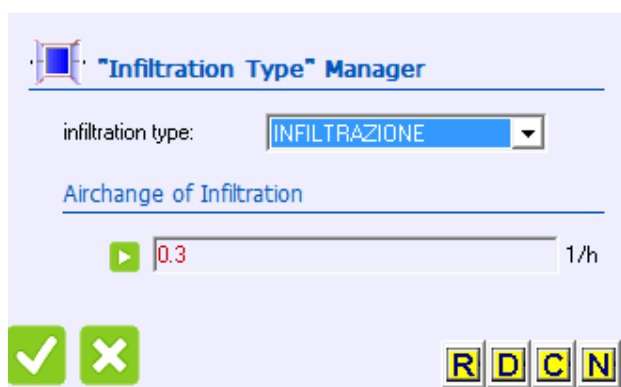 "Infiltration Type" Manager
infiltration type: INFILTRAZIONE
Airchange of Infiltration
0.3 1/h
R D C N